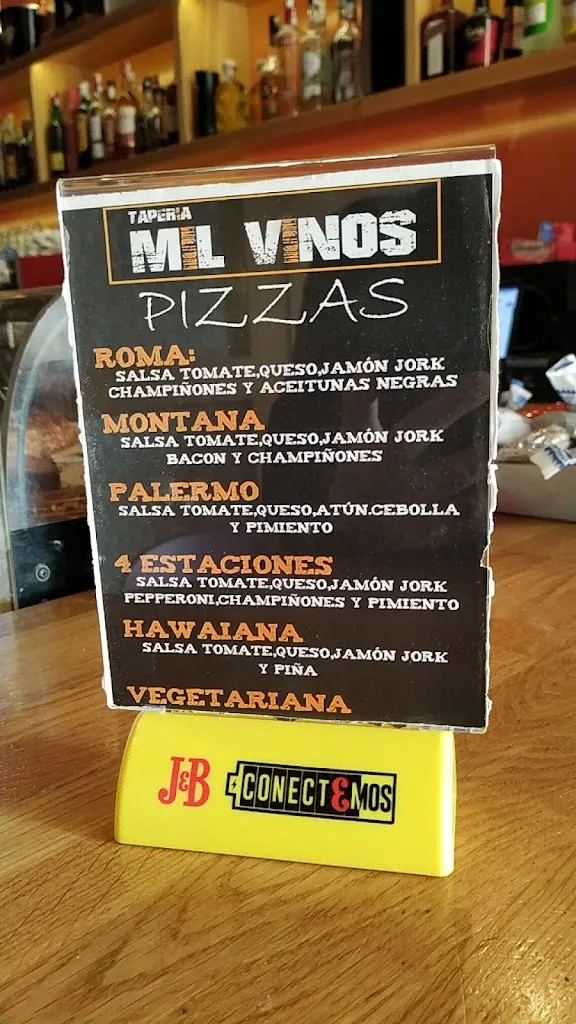 TAPERIA
MIL VINOS
PIZZAS
ROMA:
SALSA TOMATE,QUESO,JAMÓN JORK
CHAMPIÑONES Y ACEITUNAS NEGRAS
MONTANA
SALSA TOMATE,QUESO,JAMÓN JORK
BACON Y CHAMPIÑONES
PALERMO
SALSA TOMATE,QUESO,ATÚN.CEBOLLA
Y PIMIENTO
4 ESTACIONES
SALSA TOMATE,QUESO,JAMÓN JORK
PEPPERONI,CHAMPIÑONES Y PIMIENTO
HAWAIANA
SALSA TOMATE,QUESO,JAMÓN JORK
Y PIÑA
VEGETARIANA
J&B CONECTEMOS